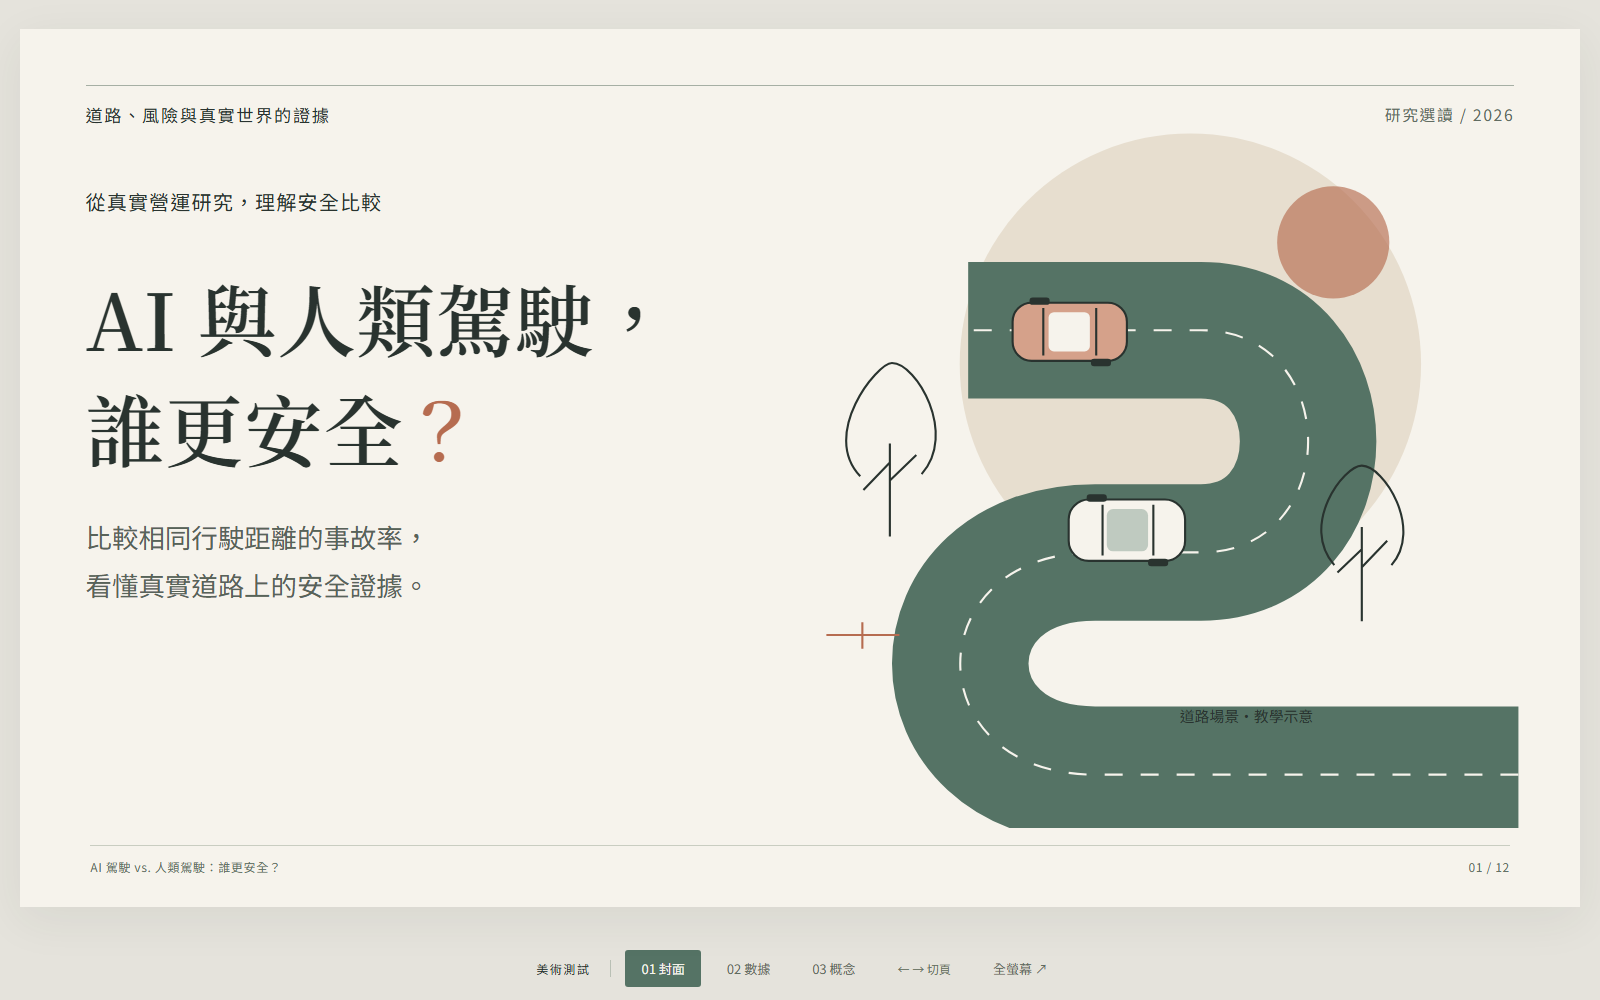 道路、風險與真實世界的證據
研究選讀 / 2026
從真實營運研究，理解安全比較
AI 與人類駕駛，
誰更安全？
比較相同行駛距離的事故率，
看懂真實道路上的安全證據。
道路場景・教學示意
AI 駕駛 vs. 人類駕駛：誰更安全？
01 / 12
美術測試
01 封面
02 數據
03 概念
←→切頁
全螢幕 ↗